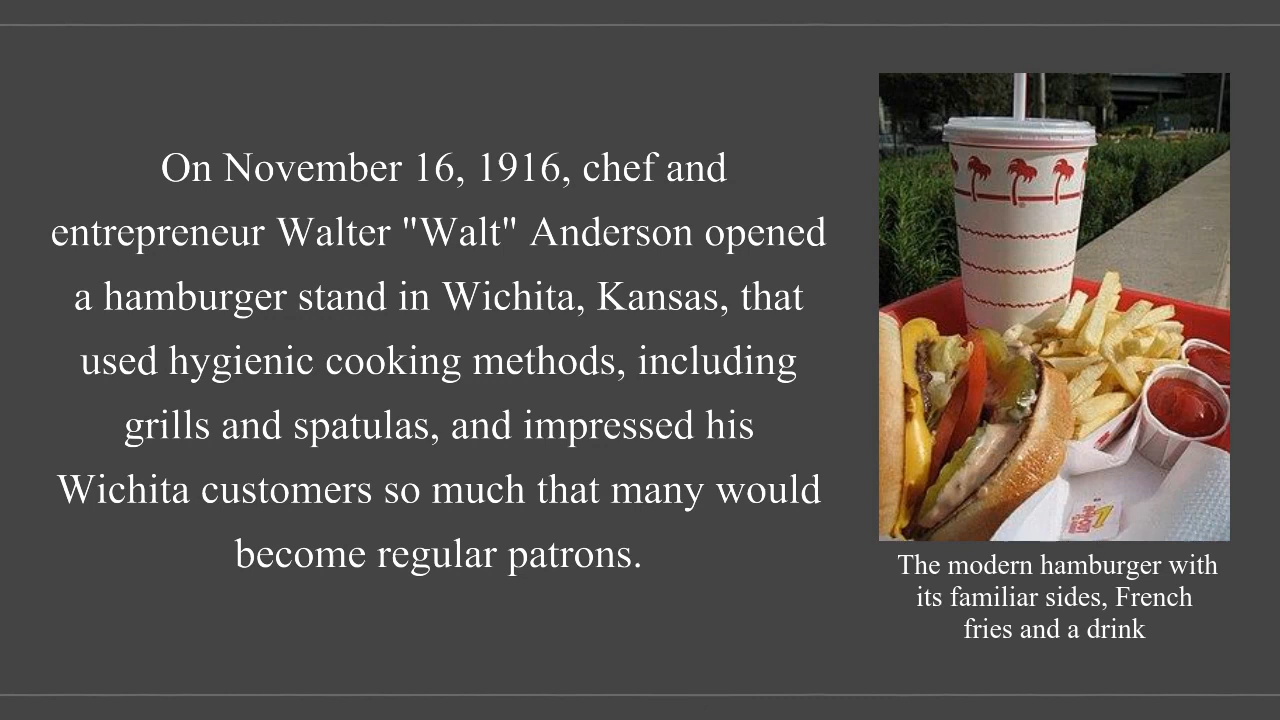 On November 16, 1916, chef and
entrepreneur Walter "Walt" Anderson opened
a hamburger stand in Wichita, Kansas, that
used hygienic cooking methods, including
grills and spatulas, and impressed his
Wichita customers so much that many would
become regular patrons.
The modern hamburger with
its familiar sides, French
fries and a drink